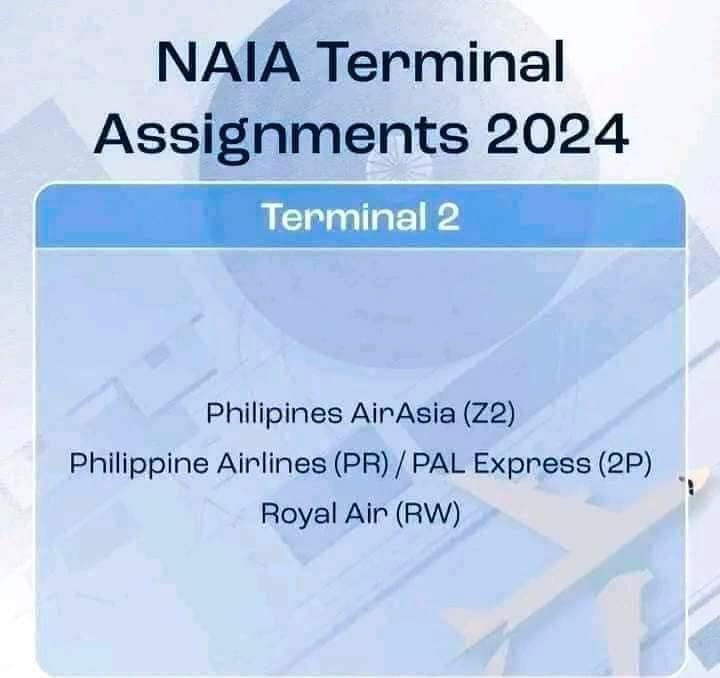 NAIA Terminal
Assignments 2024
Terminal 2
Philipines AirAsia (Z2)
Philippine Airlines (PR) / PAL Express (2P)
Royal Air (RW)